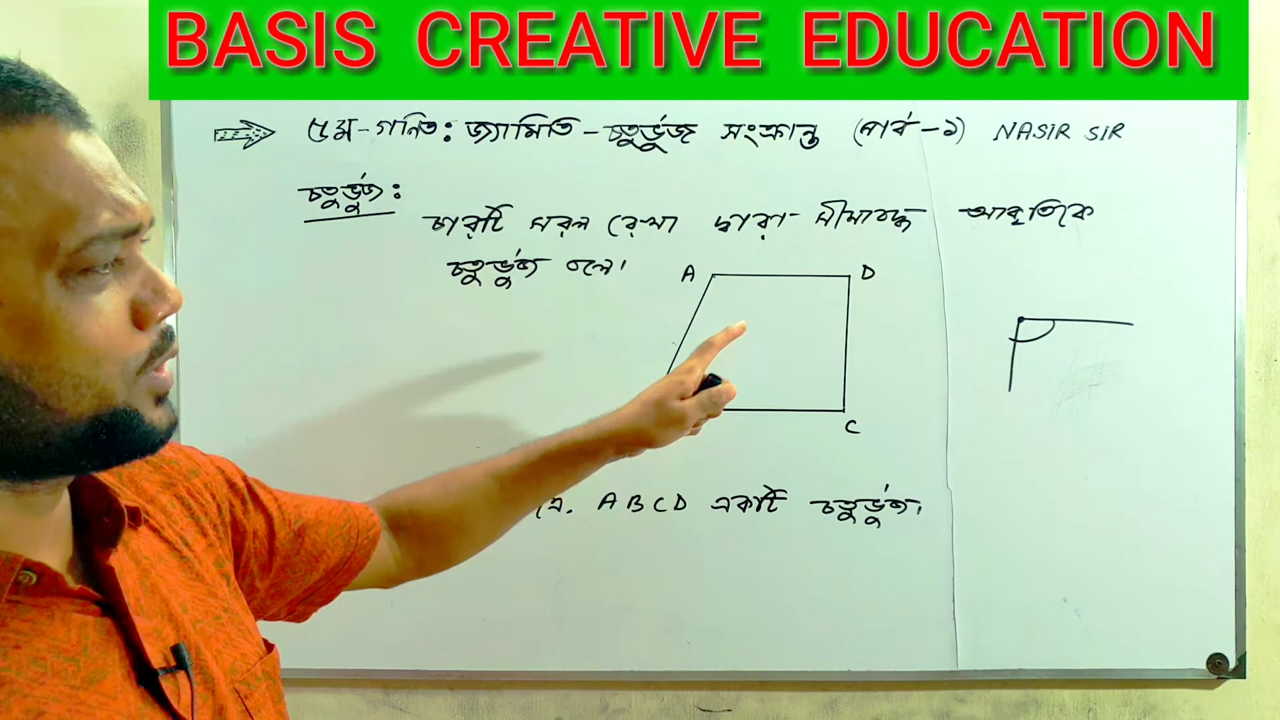 BASIS CREATIVE EDUCATION
৫ম-গণিত: জ্যামিতি-চতুর্ভুজ সংক্রান্ত (পার্ব-১) NASIR SIR
চতুর্ভুজ:
চারটি সরল রেখা দ্বারা সীমাবদ্ধ আকৃতিকে
চতুর্ভুজ বলে।
A D
C
ABCD একটি চতুর্ভুজ।